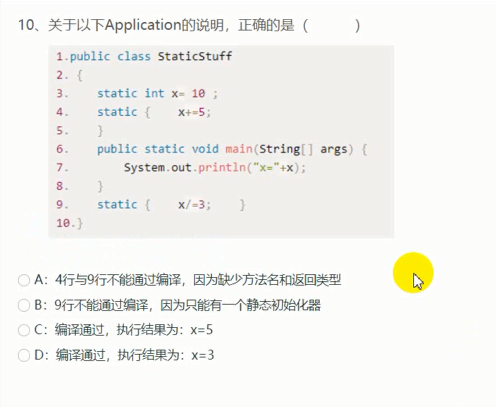 10、关于以下Application的说明，正确的是（　　）
1.public class StaticStuff
2. {
3.    static int x= 10 ;
4.    static {    x+=5;
5.    }
6.    public static void main(String[] args) {
7.        System.out.println("x="+x);
8.    }
9.    static {    x/=3;    }
10.}
A：4行与9行不能通过编译，因为缺少方法名和返回类型
B：9行不能通过编译，因为只能有一个静态初始化器
C：编译通过，执行结果为：x=5
D：编译通过，执行结果为：x=3